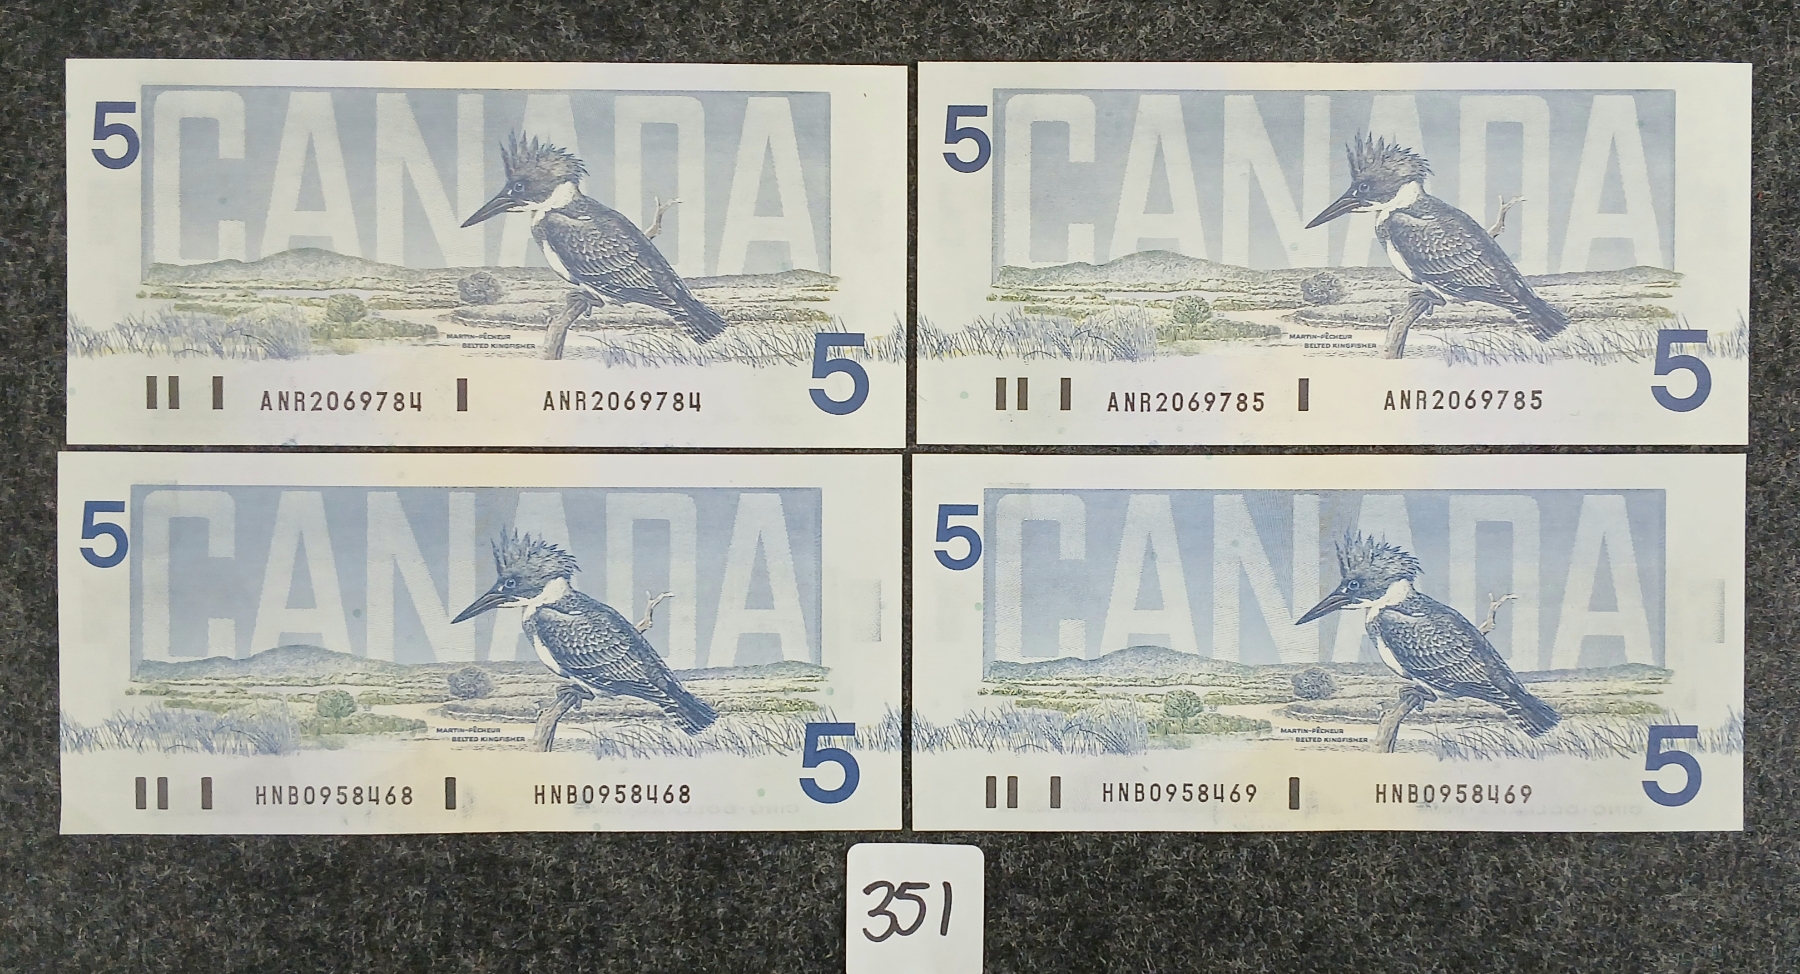 5 CANADA
MARTIN-PÊCHEUR
BELTED KINGFISHER
5
ANR2069784 ANR2069784
5 CANADA
MARTIN-PÊCHEUR
BELTED KINGFISHER
5
ANR2069785 ANR2069785
5 CANADA
MARTIN-PÊCHEUR
BELTED KINGFISHER
5
HNB0958468 HNB0958468
5 CANADA
MARTIN-PÊCHEUR
BELTED KINGFISHER
5
HNB0958469 HNB0958469
351